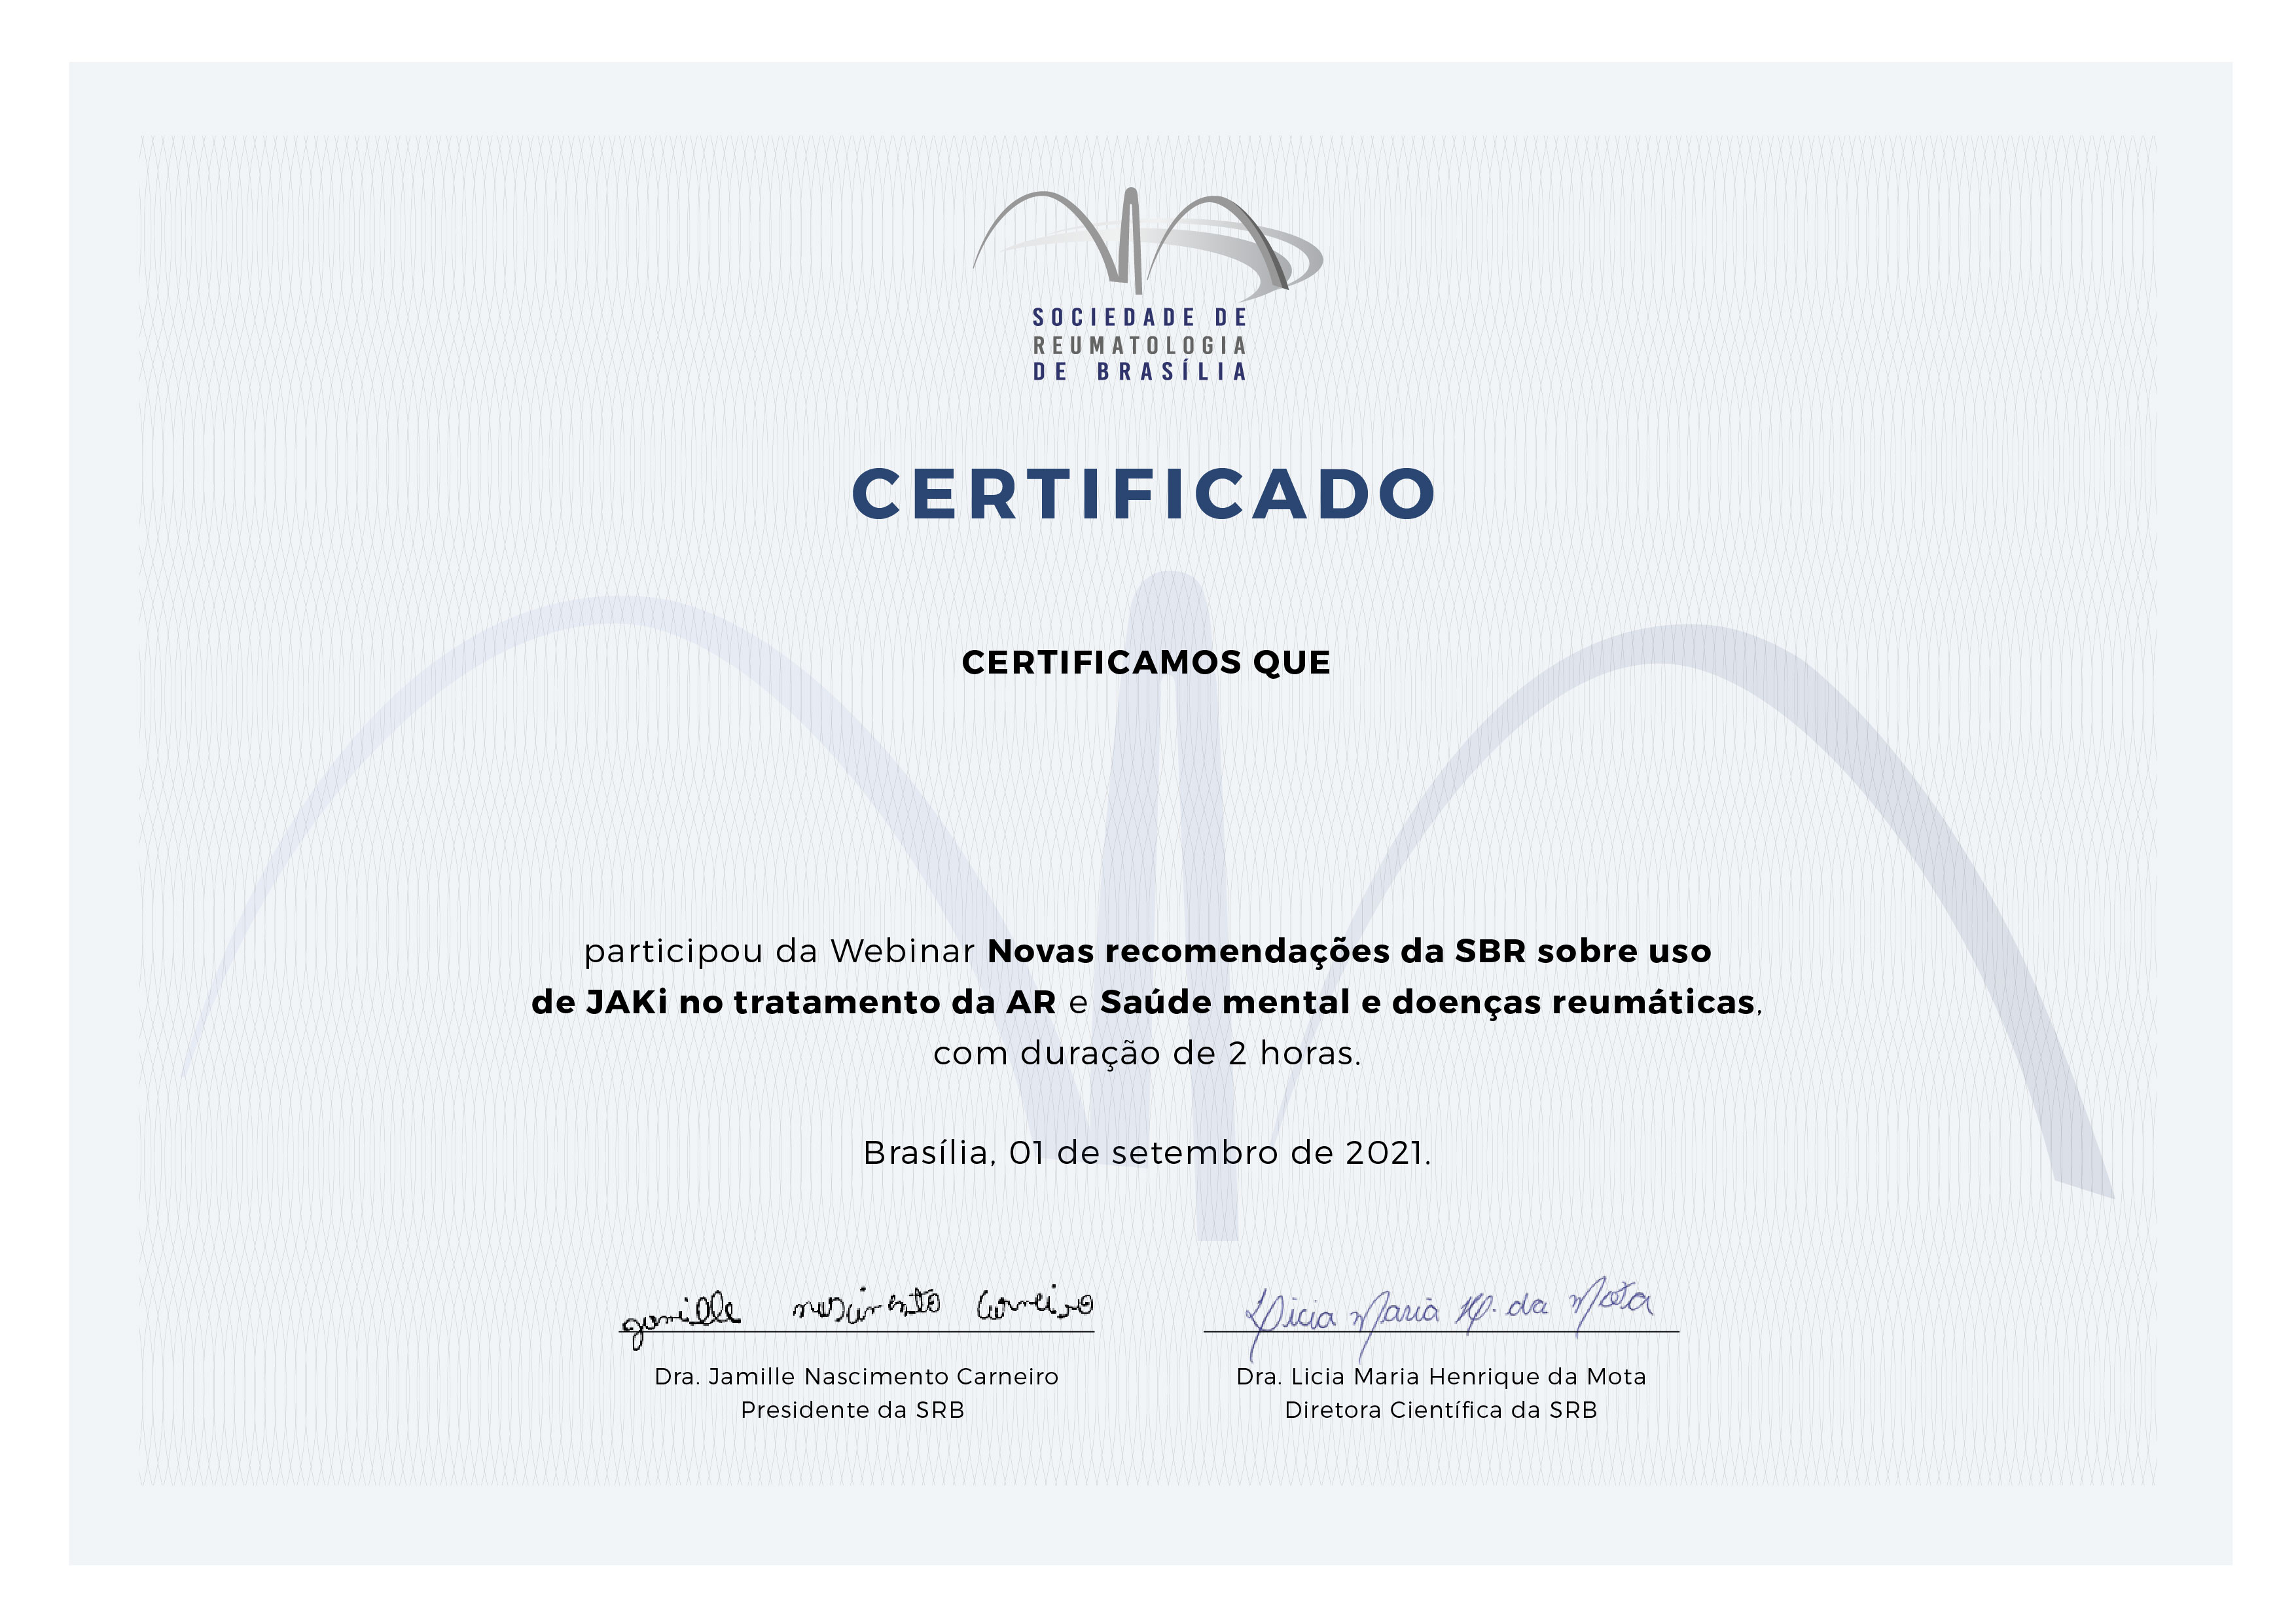 SOCIEDADE DE
REUMATOLOGIA
DE BRASÍLIA
CERTIFICADO
CERTIFICAMOS QUE
participou da Webinar Novas recomendações da SBR sobre uso
de JAKi no tratamento da AR e Saúde mental e doenças reumáticas,
com duração de 2 horas.
Brasília, 01 de setembro de 2021.
jamille nascimento Carneiro
Licia Maria H. da Mota
Dra. Jamille Nascimento Carneiro
Presidente da SRB
Dra. Licia Maria Henrique da Mota
Diretora Científica da SRB